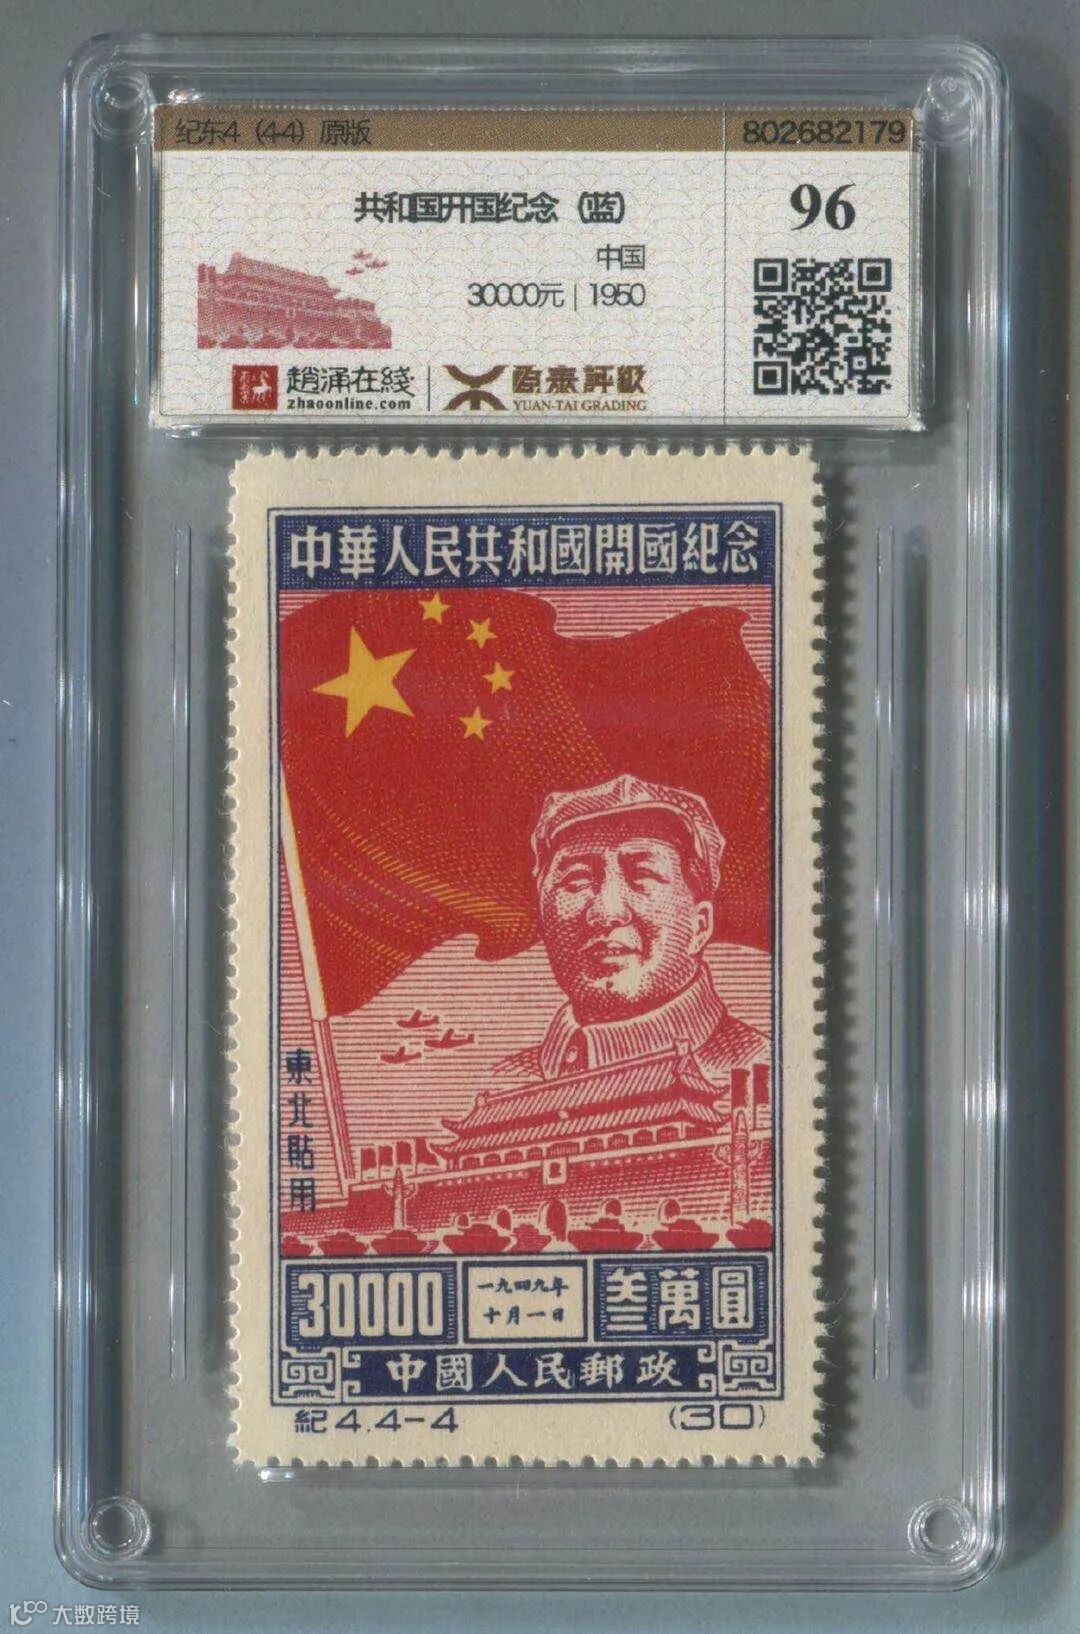 纪东4（4-4）原版
802682179
共和国开国纪念（蓝）
96
中国
30000元 | 1950
趙涌在綫
zhaoonline.com
源泰評級
YUAN-TAI GRADING
中華人民共和國開國紀念
東北貼用
30000
一九四九年
十月一日
叁萬圓
中國人民郵政
紀4.4-4
(30)
大数跨境